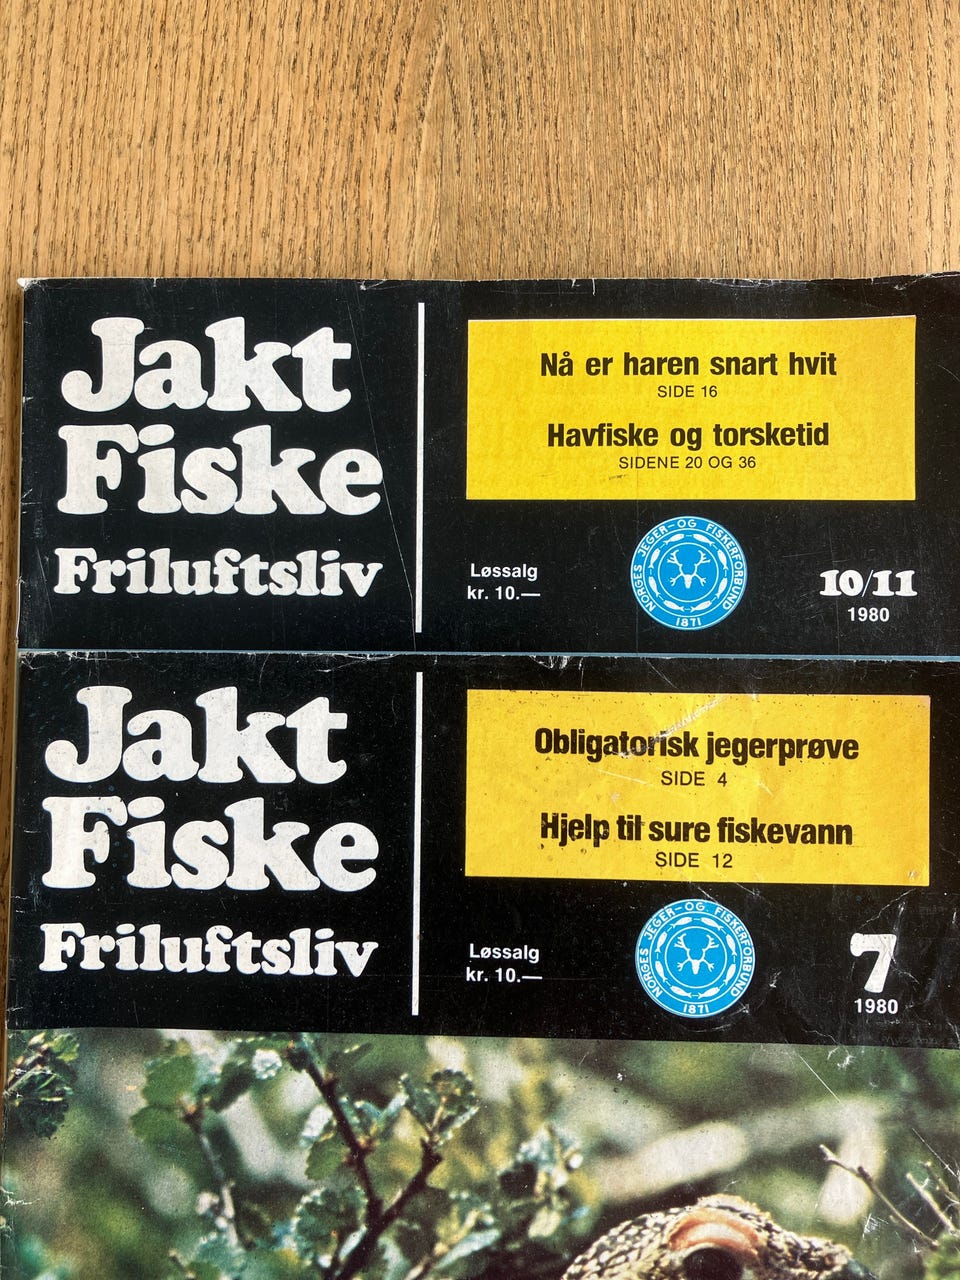 Jakt
Fiske
Friluftsliv
Nå er haren snart hvit
SIDE 16
Havfiske og torsketid
SIDENE 20 OG 36
Løssalg
kr. 10.—
NORGES JEGER-OG FISKERFORBUND
1871
10/11
1980
Jakt
Fiske
Friluftsliv
Obligatorisk jegerprøve
SIDE 4
Hjelp til sure fiskevann
SIDE 12
Løssalg
kr. 10.—
NORGES JEGER-OG FISKERFORBUND
1871
7
1980